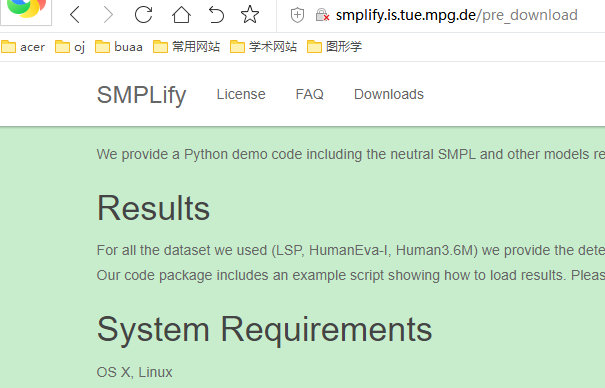 smplify.is.tue.mpg.de/pre_download
acer oj buaa 常用网站 学术网站 图形学
SMPLify License FAQ Downloads
We provide a Python demo code including the neutral SMPL and other models re
Results
For all the dataset we used (LSP, HumanEva-I, Human3.6M) we provide the dete
Our code package includes an example script showing how to load results. Pleas
System Requirements
OS X, Linux